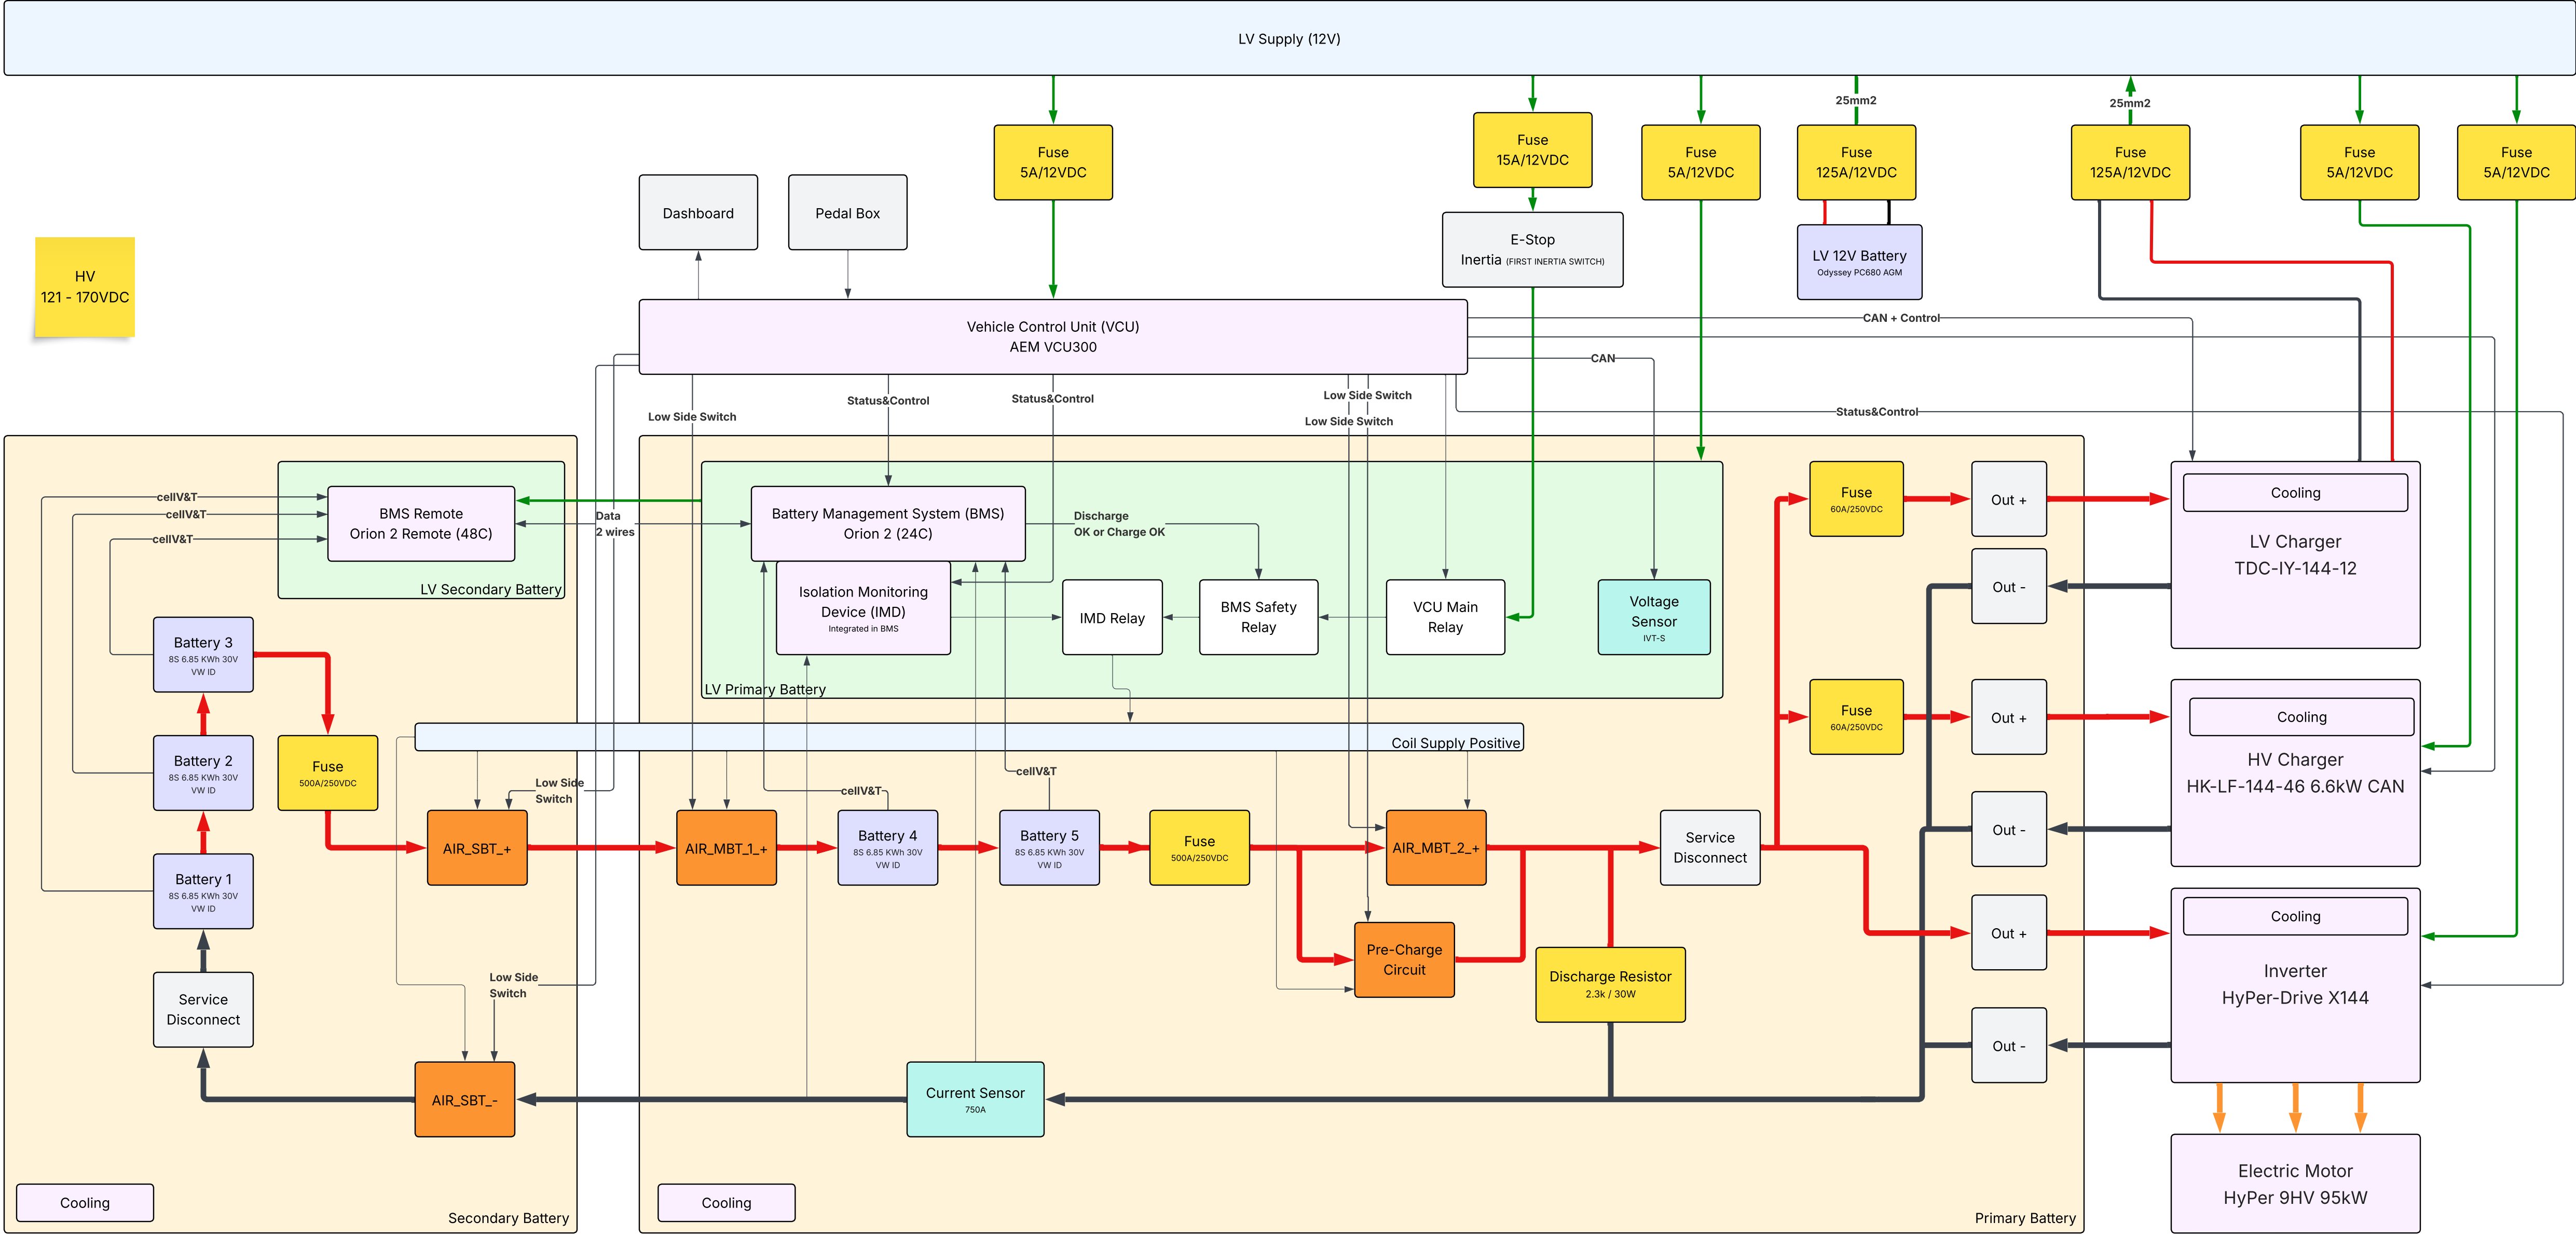 LV Supply (12V)
25mm2
25mm2
Fuse
5A/12VDC
Fuse
15A/12VDC
Fuse
5A/12VDC
Fuse
125A/12VDC
Fuse
125A/12VDC
Fuse
5A/12VDC
Fuse
5A/12VDC
Dashboard
Pedal Box
E-Stop
Inertia (FIRST INERTIA SWITCH)
LV 12V Battery
Odyssey PC680 AGM
HV
121 - 170VDC
Vehicle Control Unit (VCU)
AEM VCU300
CAN + Control
CAN
Low Side Switch
Status&Control
Status&Control
Low Side Switch
Low Side Switch
Status&Control
cellV&T
cellV&T
cellV&T
BMS Remote
Orion 2 Remote (48C)
LV Secondary Battery
Data
2 wires
Battery Management System (BMS)
Orion 2 (24C)
Discharge
OK or Charge OK
Isolation Monitoring
Device (IMD)
Integrated in BMS
IMD Relay
BMS Safety
Relay
VCU Main
Relay
Voltage
Sensor
IVT-S
LV Primary Battery
Fuse
60A/250VDC
Out +
Out -
Cooling
LV Charger
TDC-IY-144-12
Battery 3
8S 6.85 KWh 30V
VW ID
Battery 2
8S 6.85 KWh 30V
VW ID
Battery 1
8S 6.85 KWh 30V
VW ID
Fuse
500A/250VDC
Service
Disconnect
Coil Supply Positive
Low Side
Switch
cellV&T
cellV&T
AIR_SBT_+
AIR_MBT_1_+
Battery 4
8S 6.85 KWh 30V
VW ID
Battery 5
8S 6.85 KWh 30V
VW ID
Fuse
500A/250VDC
AIR_MBT_2_+
Service
Disconnect
Fuse
60A/250VDC
Out +
Out -
Cooling
HV Charger
HK-LF-144-46 6.6kW CAN
Low Side
Switch
Pre-Charge
Circuit
Discharge Resistor
2.3k / 30W
Out +
Out -
Cooling
Inverter
HyPer-Drive X144
AIR_SBT_-
Current Sensor
750A
Electric Motor
HyPer 9HV 95kW
Cooling
Secondary Battery
Cooling
Primary Battery